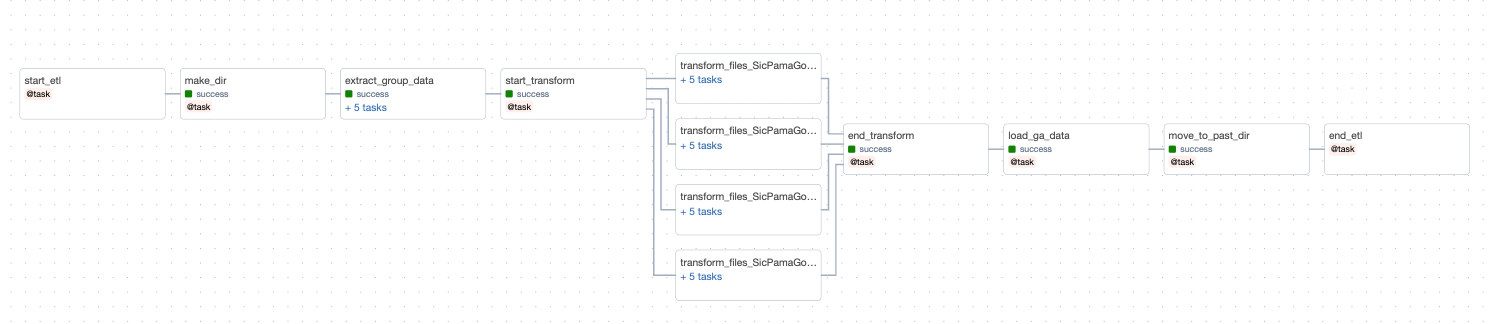 start_etl
@task
make_dir
success
@task
extract_group_data
success
+ 5 tasks
start_transform
success
@task
transform_files_SicPamaGo...
+ 5 tasks
transform_files_SicPamaGo...
+ 5 tasks
transform_files_SicPamaGo...
+ 5 tasks
transform_files_SicPamaGo...
+ 5 tasks
end_transform
success
@task
load_ga_data
success
@task
move_to_past_dir
success
@task
end_etl
@task